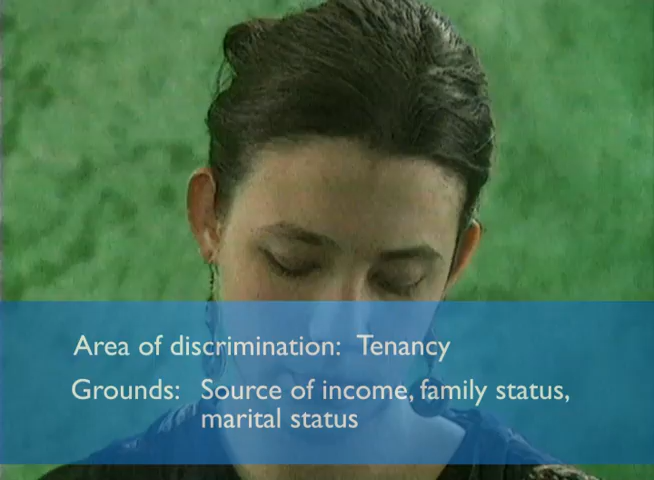 Area of discrimination: Tenancy
Grounds: Source of income, family status,
marital status